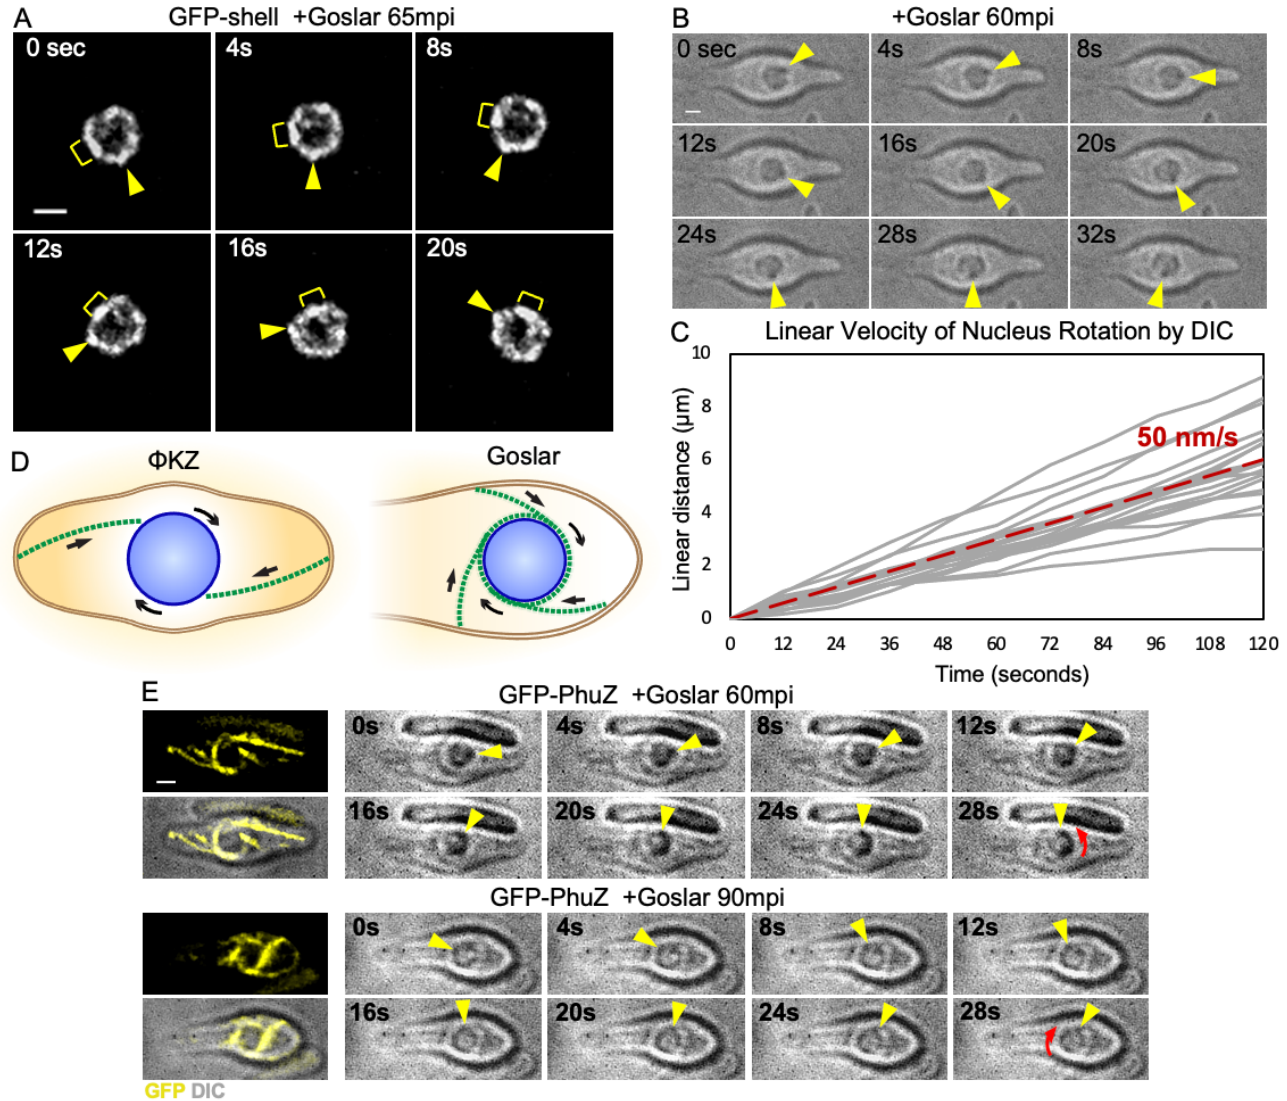 A GFP-shell +Goslar 65mpi
0 sec 4s 8s
12s 16s 20s
B +Goslar 60mpi
0 sec 4s 8s
12s 16s 20s
24s 28s 32s
C Linear Velocity of Nucleus Rotation by DIC
Linear distance (μm)
10
8
6
4
2
0
50 nm/s
0 12 24 36 48 60 72 84 96 108 120
Time (seconds)
D ΦKZ Goslar
E GFP-PhuZ +Goslar 60mpi
0s 4s 8s 12s
16s 20s 24s 28s
GFP-PhuZ +Goslar 90mpi
0s 4s 8s 12s
16s 20s 24s 28s
GFP DIC